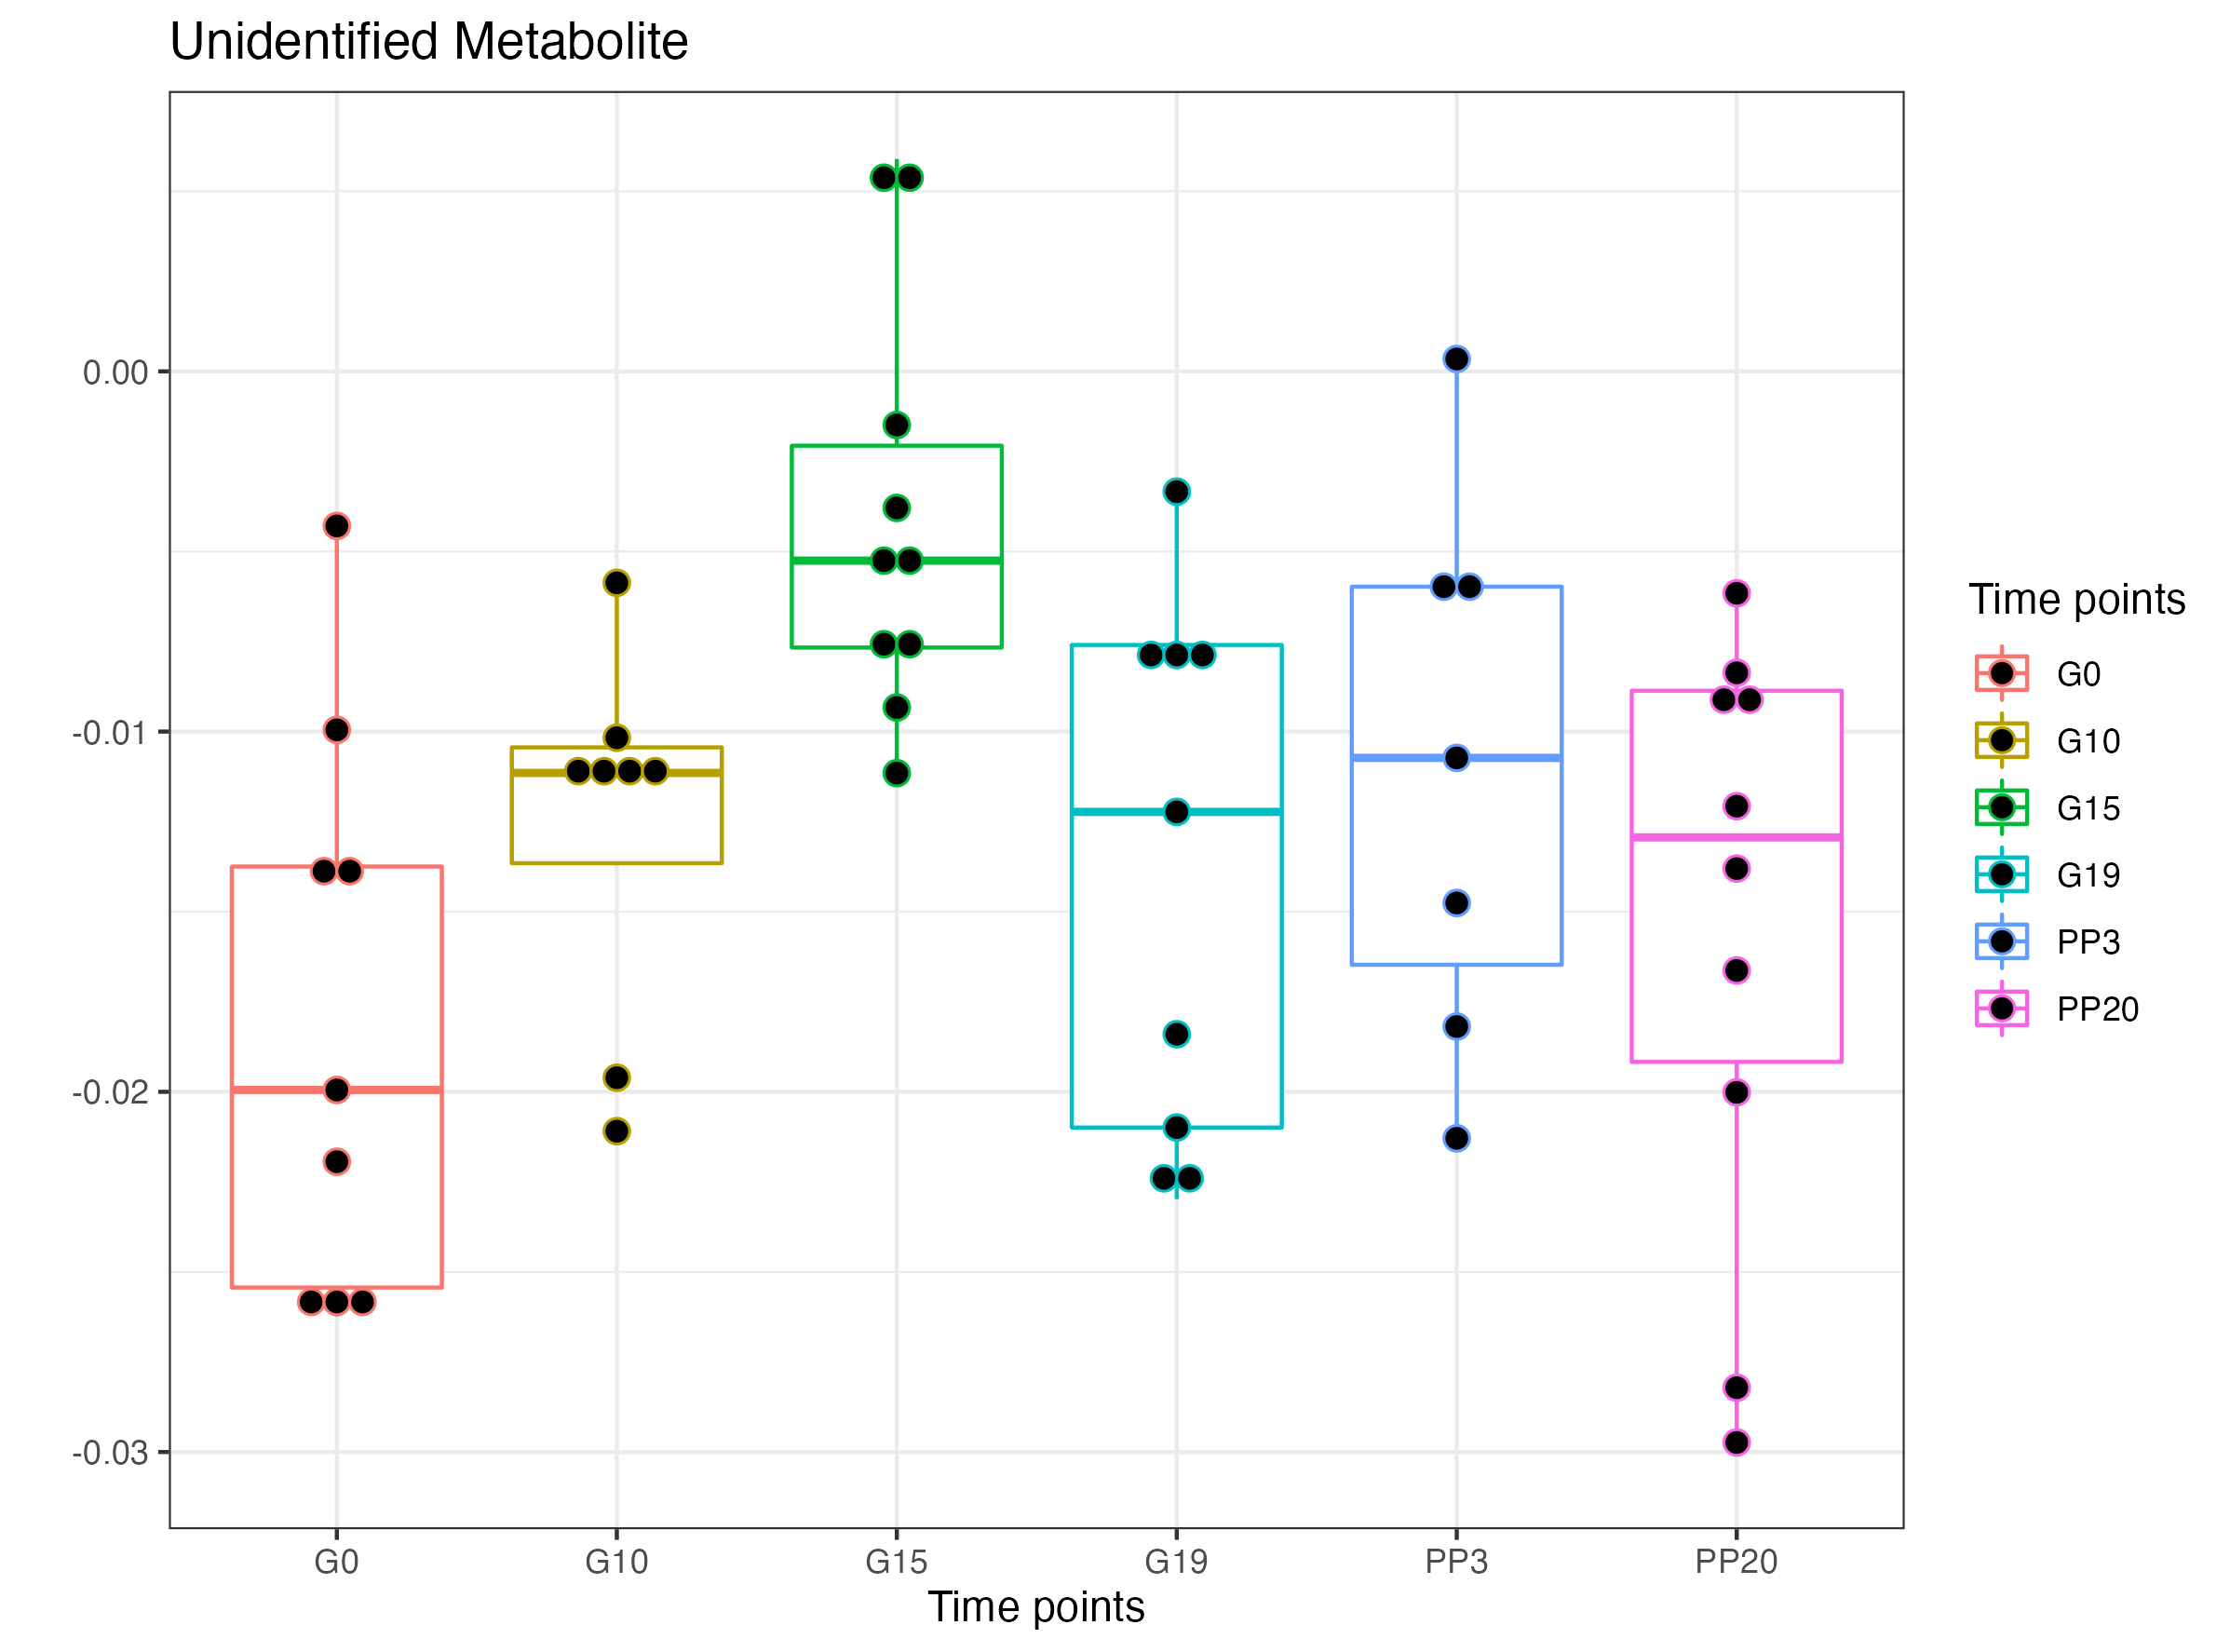 Unidentified Metabolite
0.00
-0.01
-0.02
-0.03
G0 G10 G15 G19 PP3 PP20
Time points
Time points
G0
G10
G15
G19
PP3
PP20